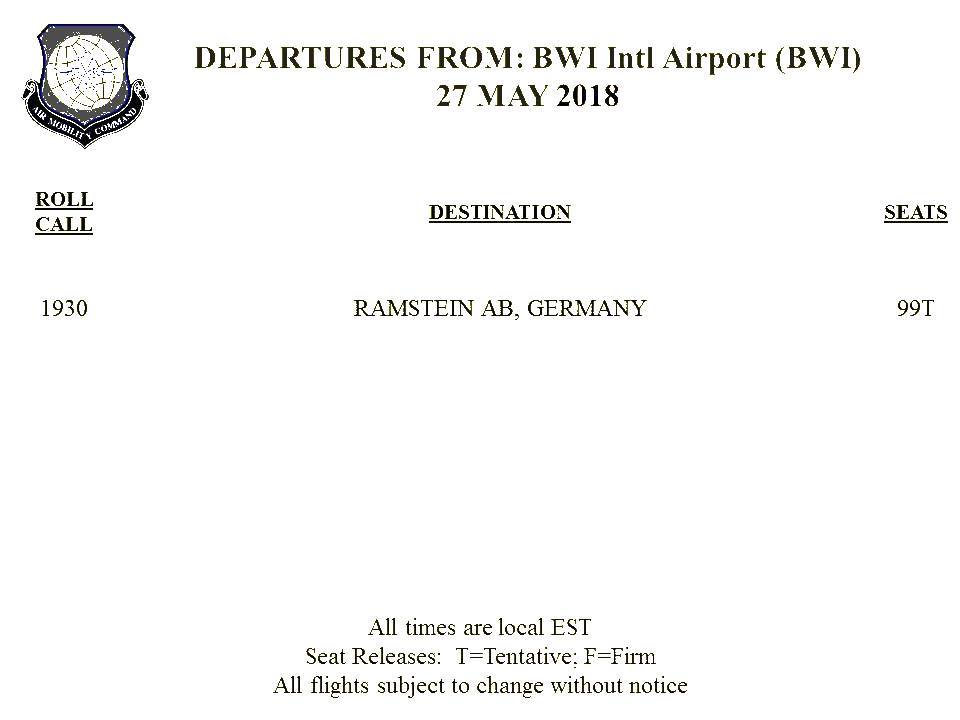 AIR MOBILITY COMMAND
DEPARTURES FROM: BWI Intl Airport (BWI)
27 MAY 2018
ROLL
CALL
DESTINATION
SEATS
1930
RAMSTEIN AB, GERMANY
99T
All times are local EST
Seat Releases:  T=Tentative; F=Firm
All flights subject to change without notice